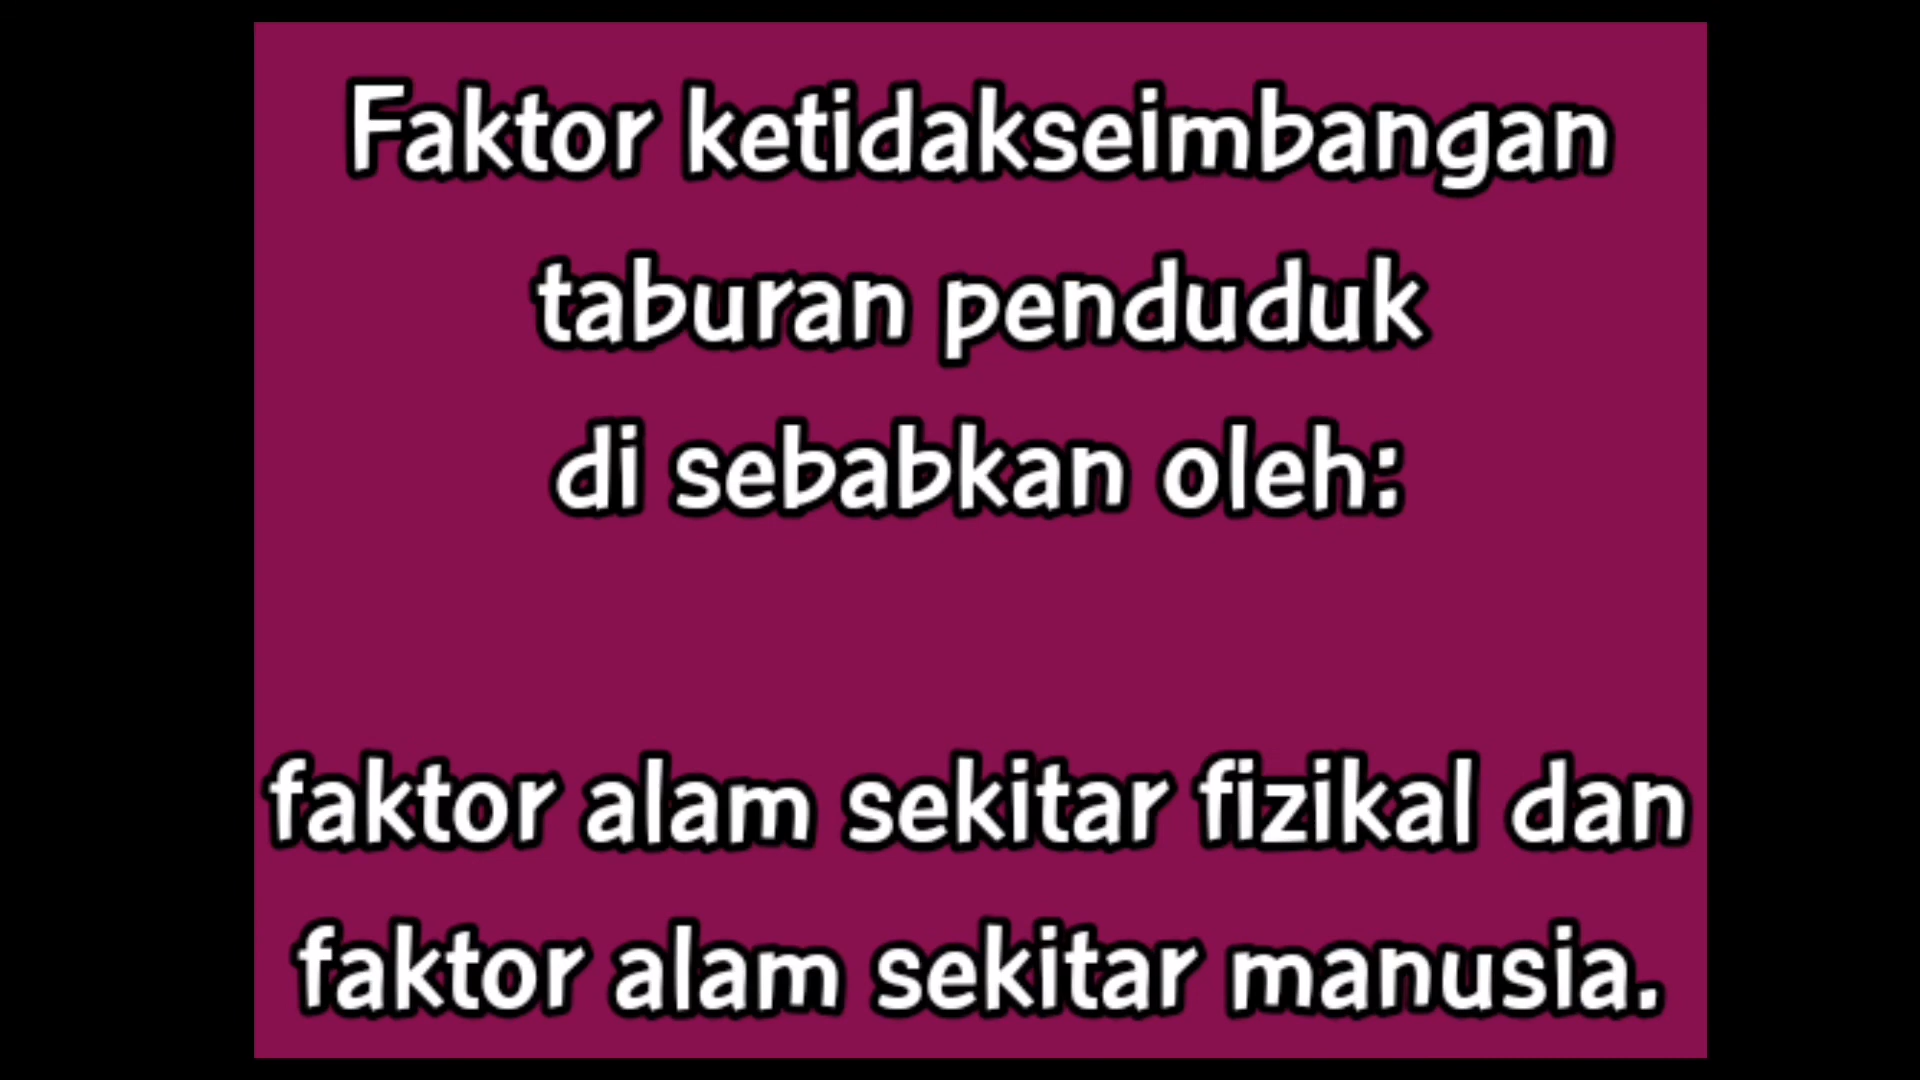 Faktor ketidakseimbangan
taburan penduduk
di sebabkan oleh:
faktor alam sekitar fizikal dan
faktor alam sekitar manusia.